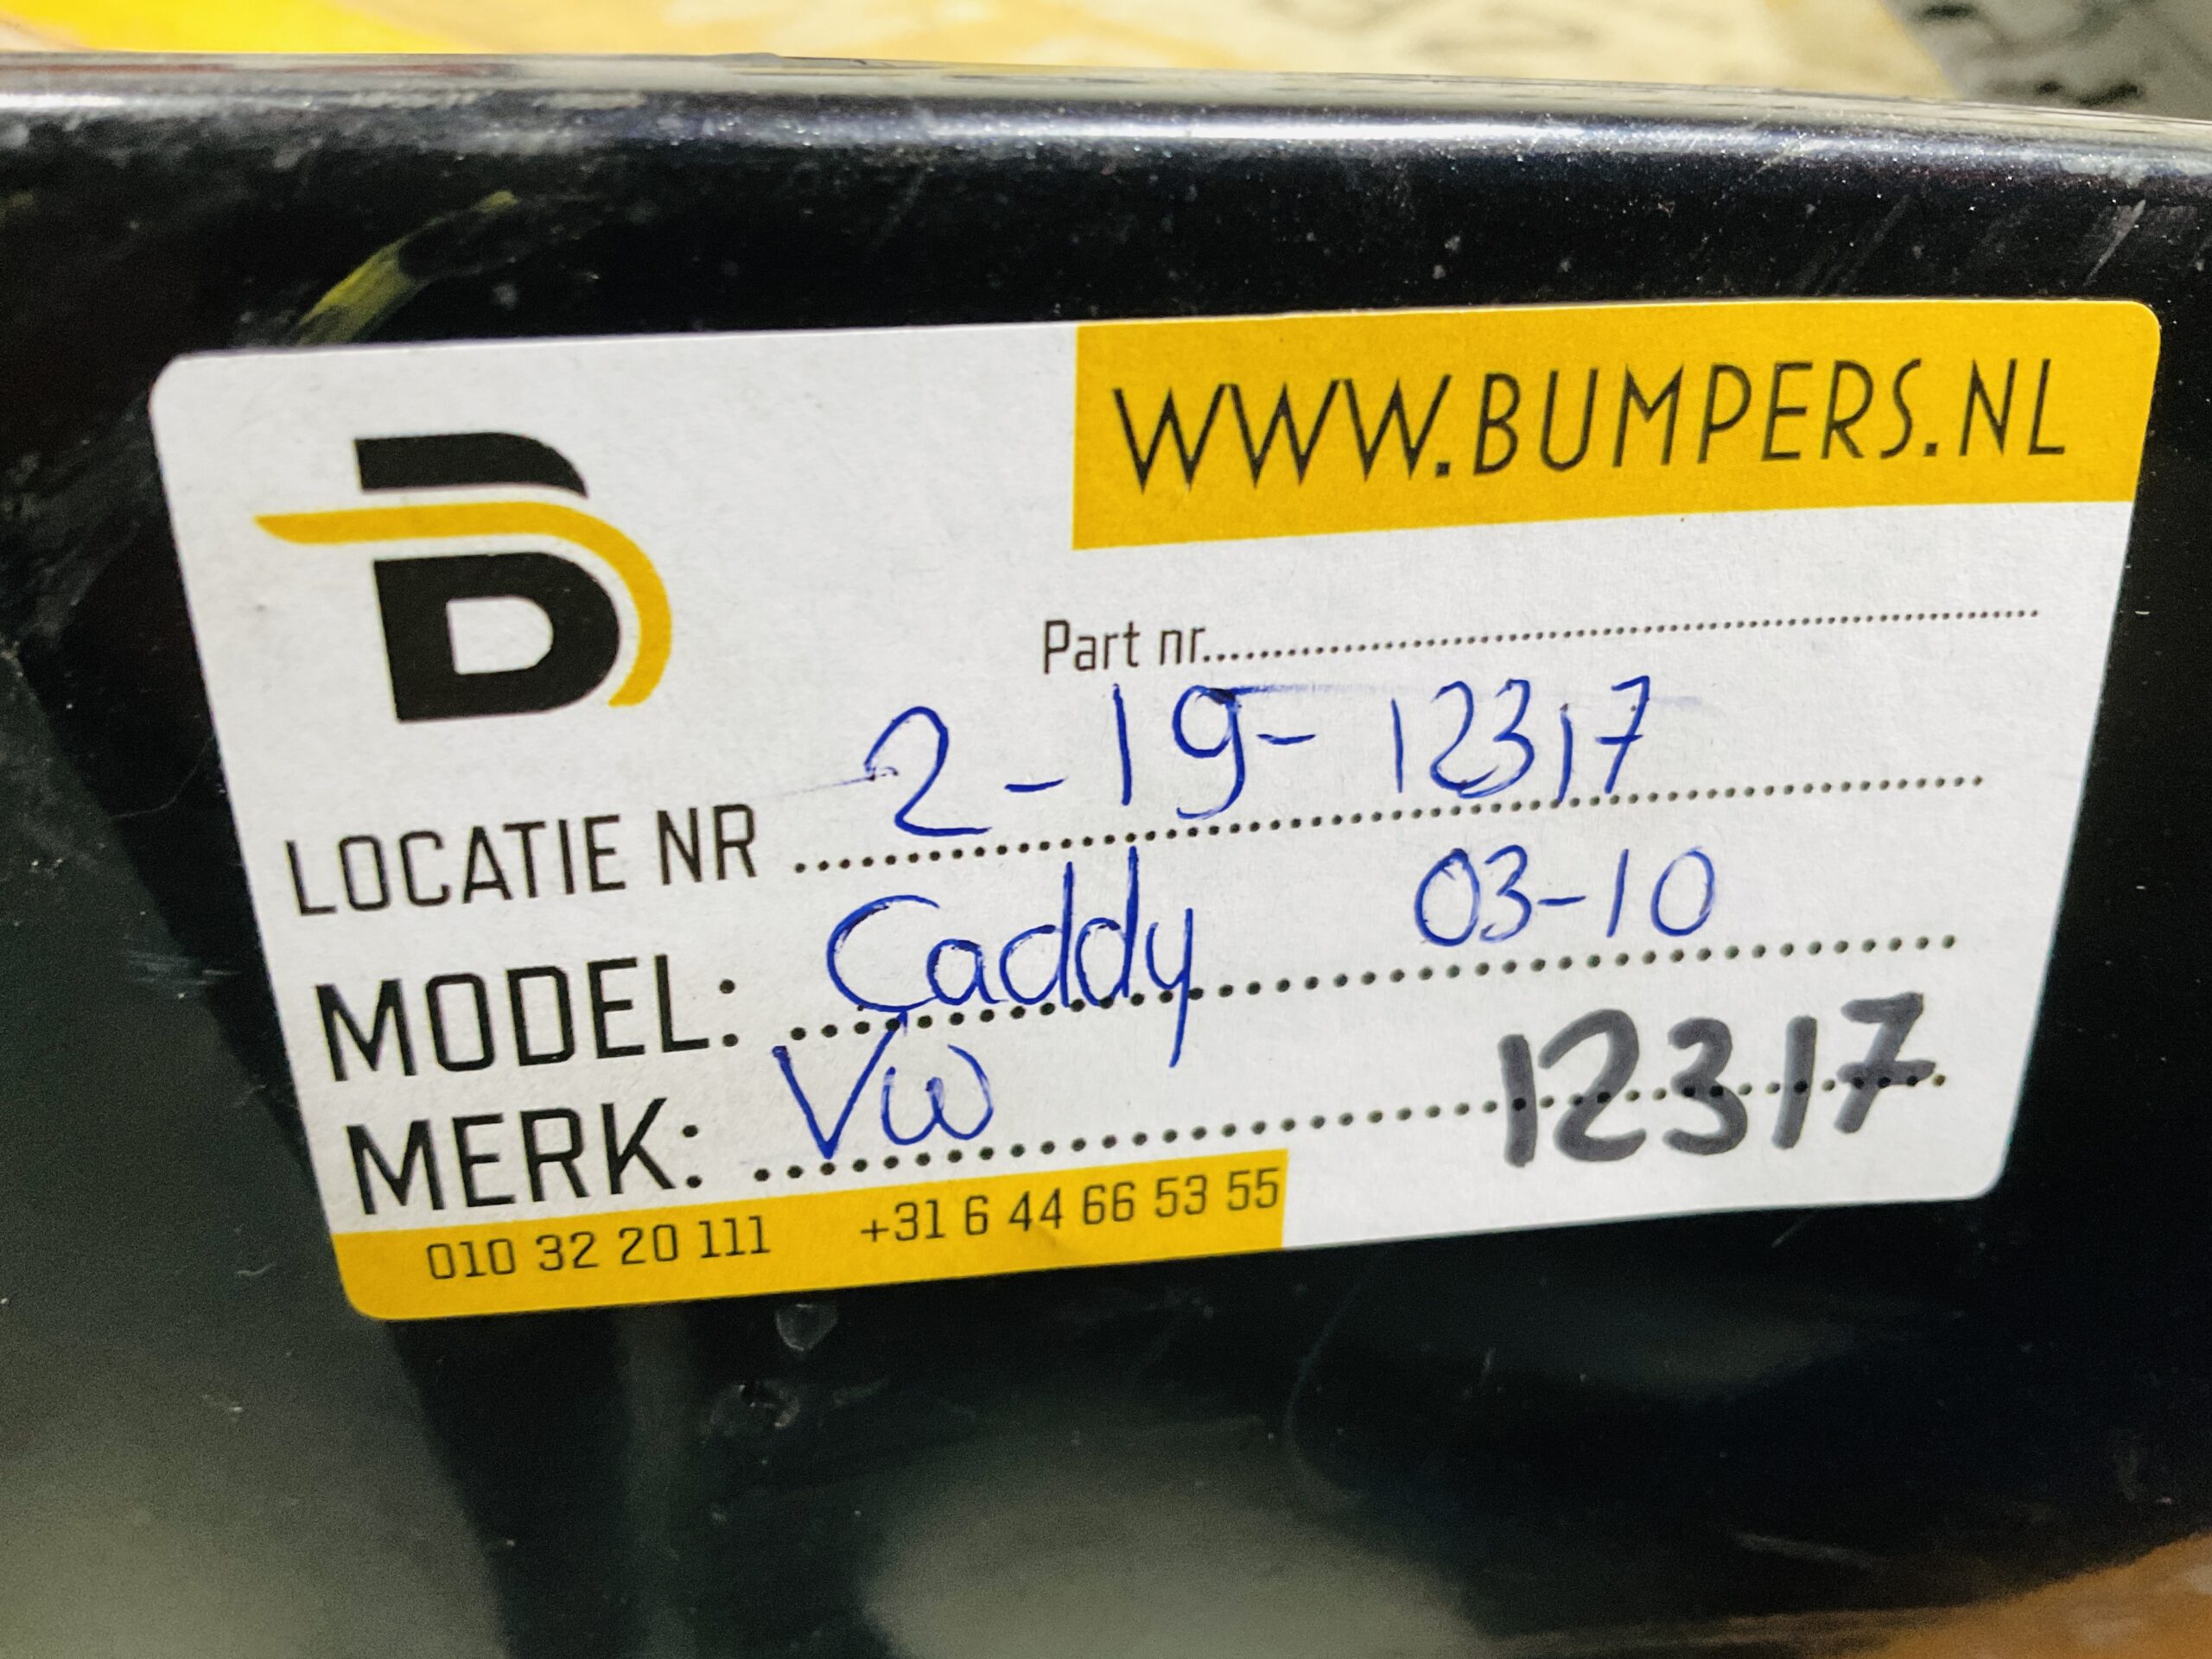 WWW.BUMPERS.NL
B
Part nr.....................
LOCATIE NR 2-19-12317
MODEL: Caddy 03-10
MERK: VW 12317
010 32 20 111 +31 6 44 66 53 55